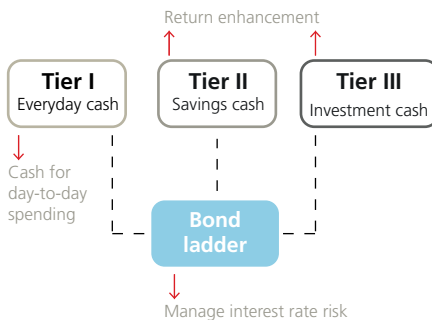 Return enhancement
Tier I
Everyday cash
Tier II
Savings cash
Tier III
Investment cash
Cash for
day-to-day
spending
Bond
ladder
Manage interest rate risk